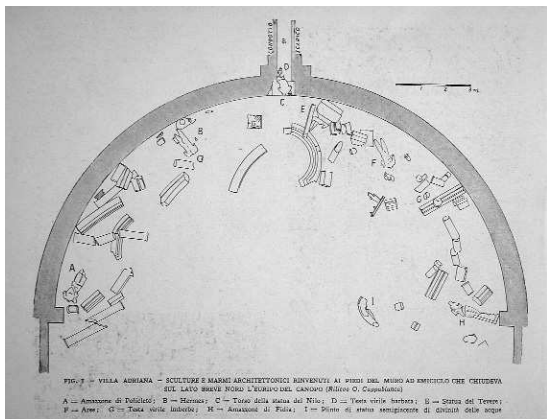 A
B
C
D
E
F
G
H
I
FIG. 7 — VILLA ADRIANA — SCULTURE E MARMI ARCHITETTONICI RINVENUTI AI PIEDI DEL MURO AD EMICICLO CHE CHIUDEVA
SUL LATO BREVE NORD L'EURIPO DEL CANOPO (Rilievo O. Cappabianca)
A — Amazzone di Policleto; B — Hermes; C — Torso della statua del Nilo; D — Testa virile barbata; E — Statua del Tevere;
F — Ares; G — Testa virile imberbe; H — Amazzone di Fidia; I — Plinto di statua semigiacente di divinità delle acque